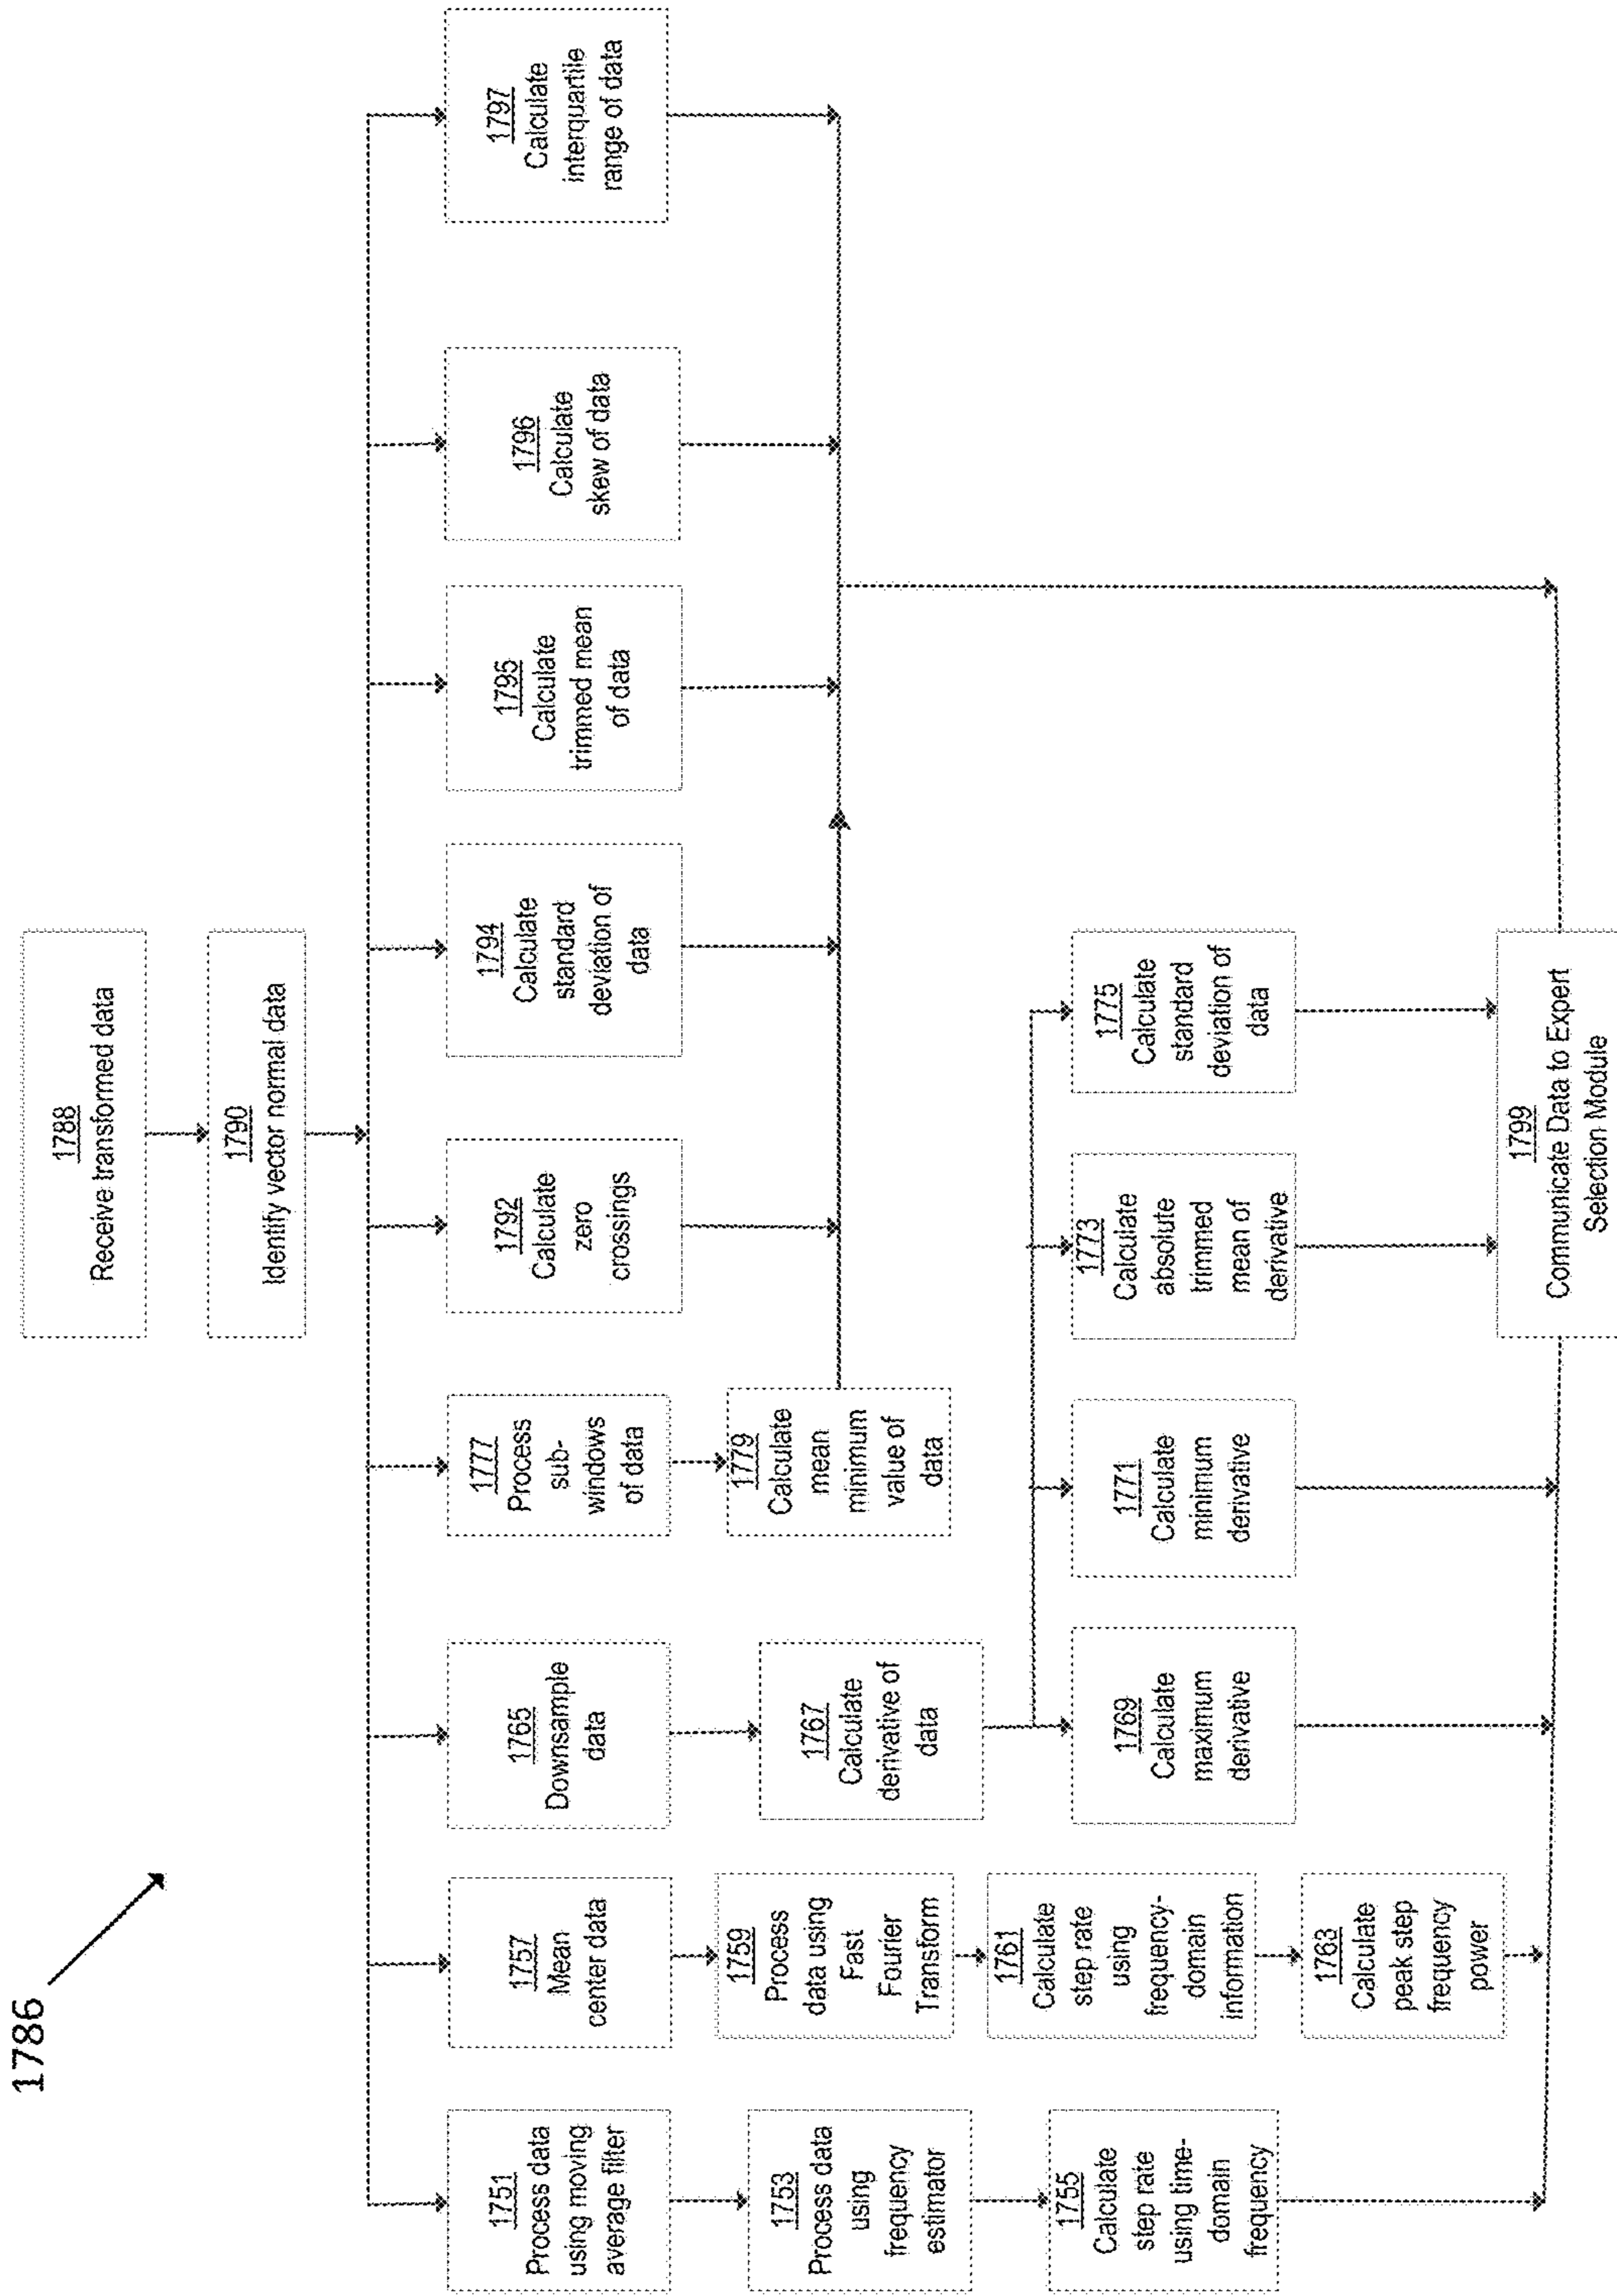 1786
1788
Receive transformed data
1790
Identify vector normal data
1751
Process data
using moving
average filter
1757
Mean
center data
1765
Downsample
data
1777
Process
sub-
windows
of data
1792
Calculate
zero
crossings
1794
Calculate
standard
deviation of
data
1795
Calculate
trimmed mean
of data
1796
Calculate
skew of data
1797
Calculate
interquartile
range of data
1753
Process data
using
frequency
estimator
1759
Process
data using
Fast
Fourier
Transform
1767
Calculate
derivative of
data
1779
Calculate
mean
minimum
value of
data
1755
Calculate
step rate
using time-
domain
frequency
1761
Calculate
step rate
using
frequency-
domain
information
1763
Calculate
peak step
frequency
power
1769
Calculate
maximum
derivative
1771
Calculate
minimum
derivative
1773
Calculate
absolute
trimmed
mean of
derivative
1775
Calculate
standard
deviation of
data
1799
Communicate Data to Expert
Selection Module